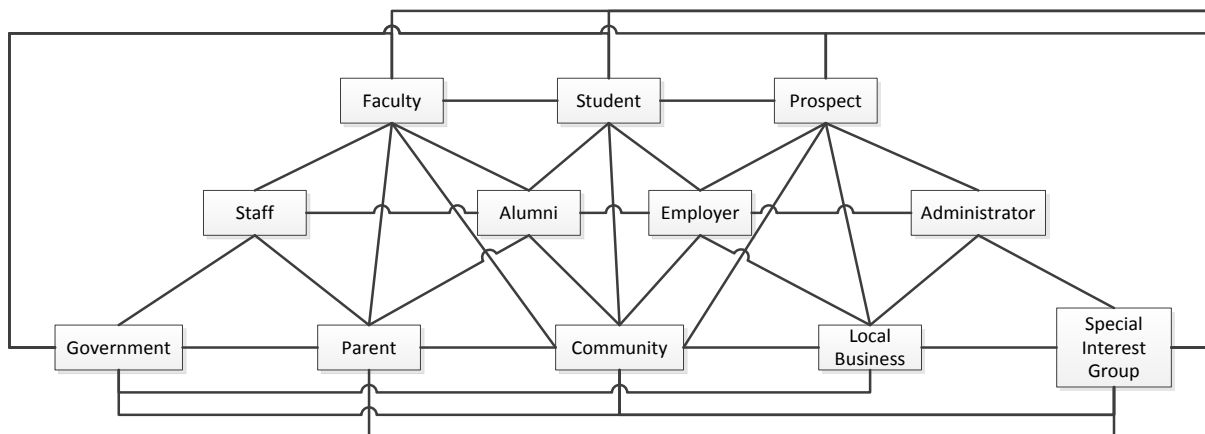 Faculty
Student
Prospect
Staff
Alumni
Employer
Administrator
Government
Parent
Community
Local
Business
Special
Interest
Group